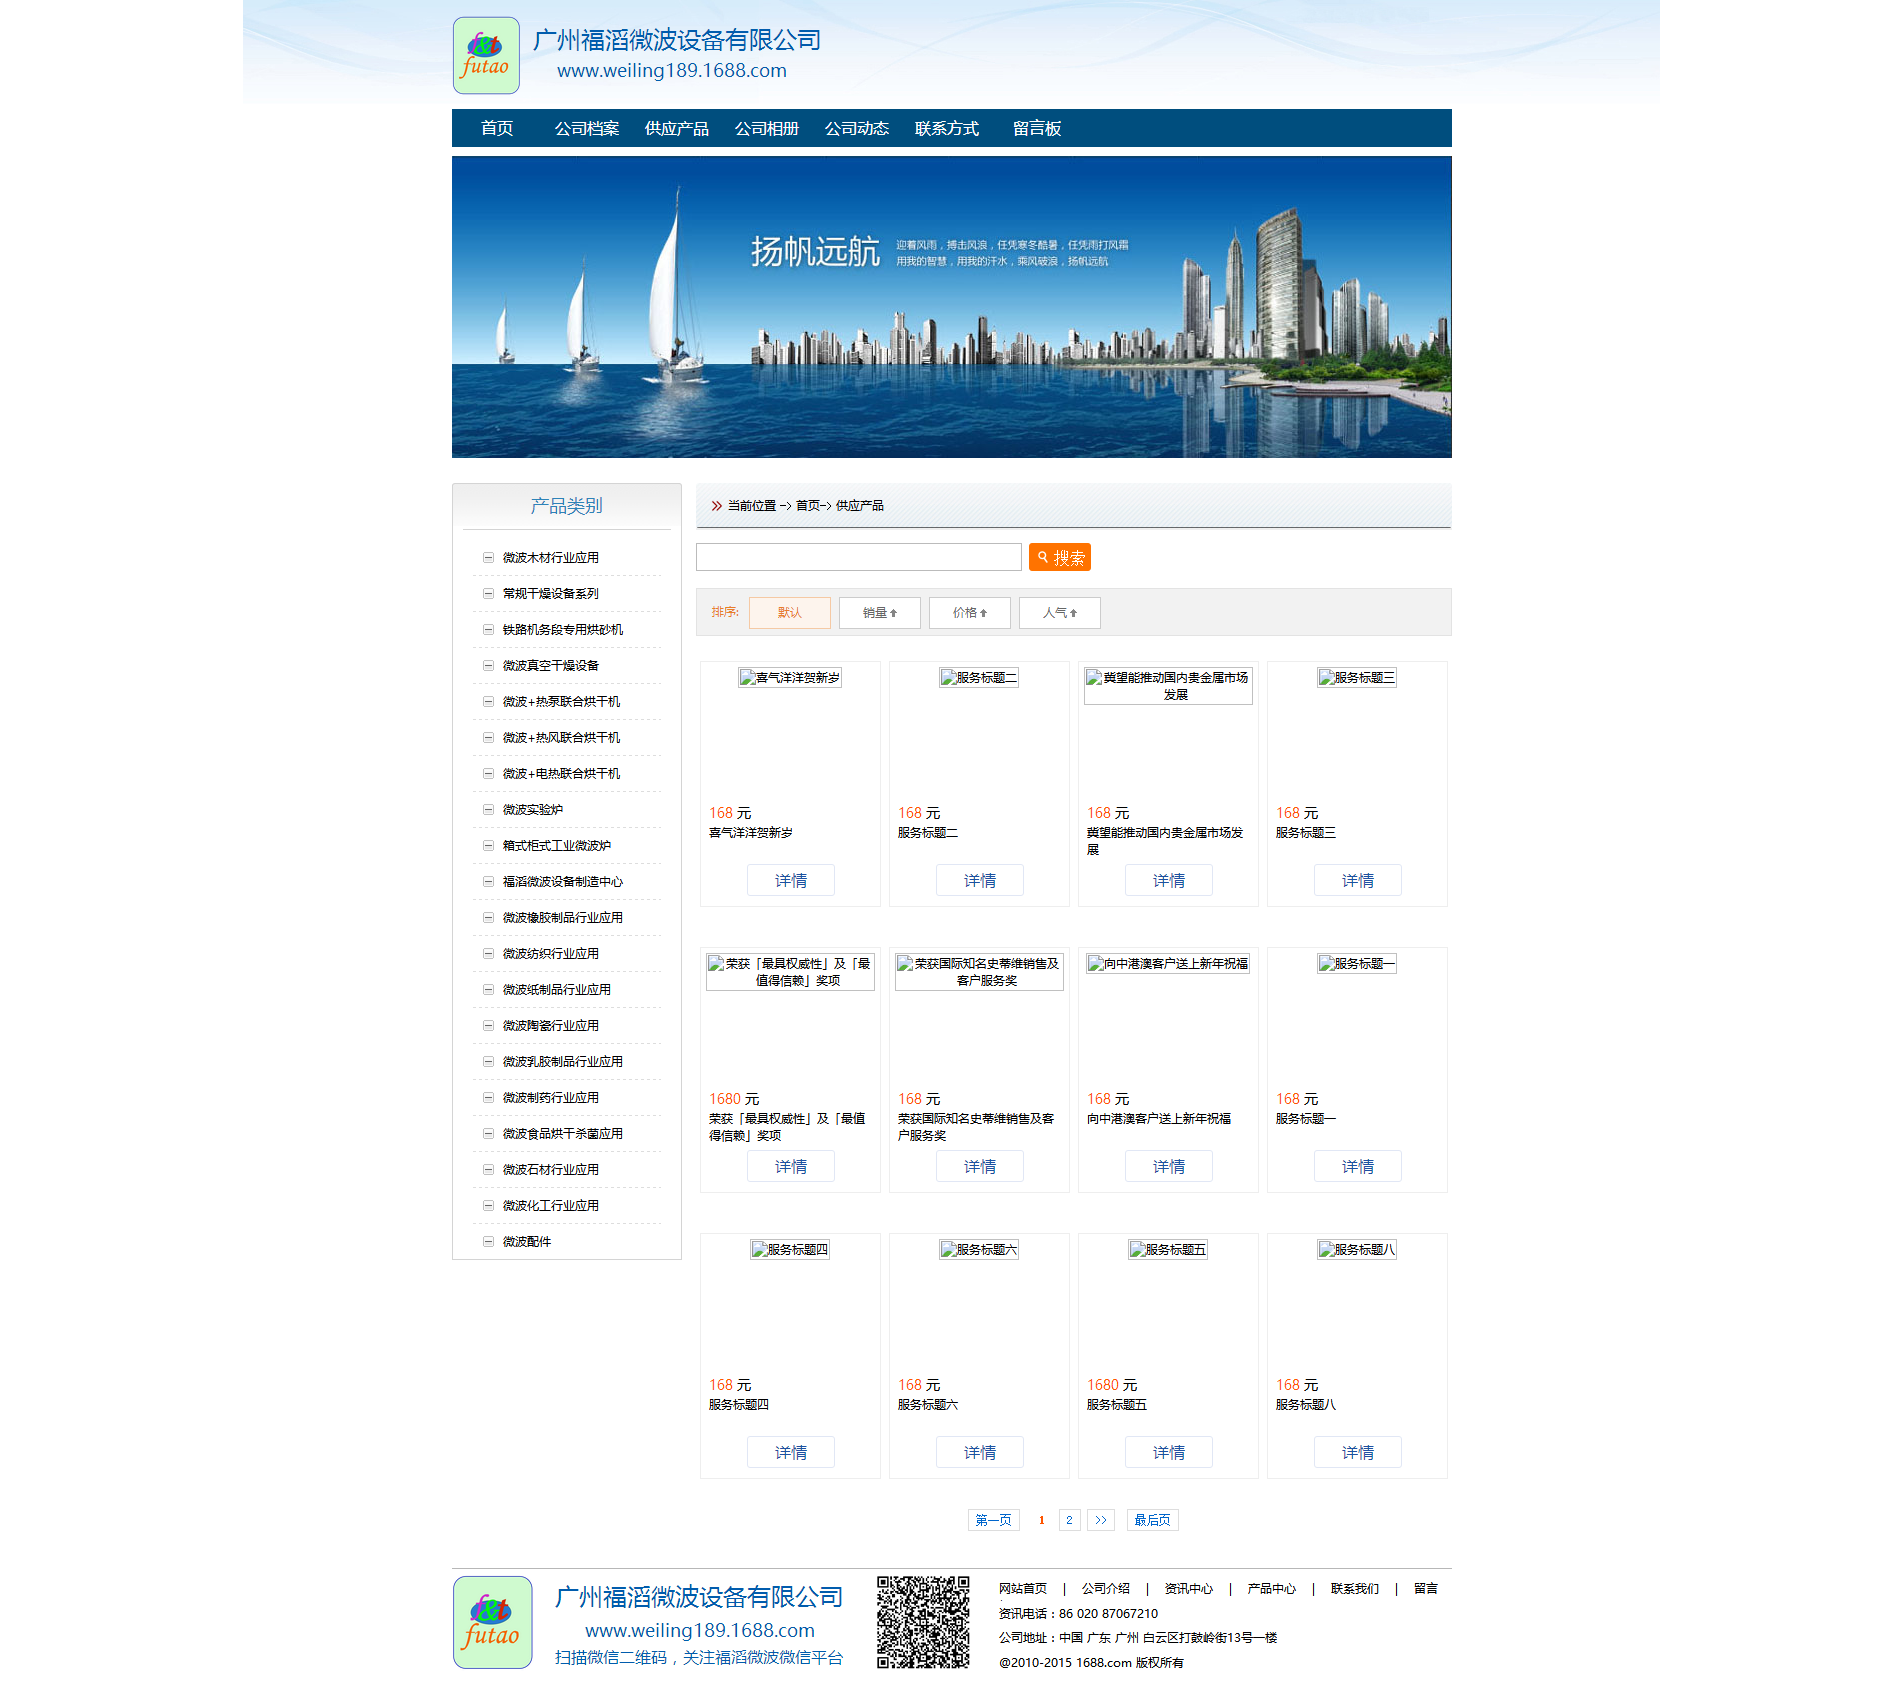 f&t
futao
广州福滔微波设备有限公司
www.weiling189.1688.com
首页 公司档案 供应产品 公司相册 公司动态 联系方式 留言板
扬帆远航
迎着风雨，搏击风浪，任凭寒冬酷暑，任凭雨打风霜
用我的智慧，用我的汗水，乘风破浪，扬帆远航
产品类别
微波木材行业应用
常规干燥设备系列
铁路机务段专用烘砂机
微波真空干燥设备
微波+热泵联合烘干机
微波+热风联合烘干机
微波+电热联合烘干机
微波实验炉
箱式柜式工业微波炉
福滔微波设备制造中心
微波橡胶制品行业应用
微波纺织行业应用
微波纸制品行业应用
微波陶瓷行业应用
微波乳胶制品行业应用
微波制药行业应用
微波食品烘干杀菌应用
微波石材行业应用
微波化工行业应用
微波配件
当前位置 -> 首页-> 供应产品
搜索
排序: 默认 销量 价格 人气
喜气洋洋贺新岁
168 元
喜气洋洋贺新岁
详情
服务标题二
168 元
服务标题二
详情
冀望能推动国内贵金属市场
发展
168 元
冀望能推动国内贵金属市场发
展
详情
服务标题三
168 元
服务标题三
详情
荣获「最具权威性」及「最
值得信赖」奖项
1680 元
荣获「最具权威性」及「最值
得信赖」奖项
详情
荣获国际知名史蒂维销售及
客户服务奖
168 元
荣获国际知名史蒂维销售及客
户服务奖
详情
向中港澳客户送上新年祝福
168 元
向中港澳客户送上新年祝福
详情
服务标题一
168 元
服务标题一
详情
服务标题四
168 元
服务标题四
详情
服务标题六
168 元
服务标题六
详情
服务标题五
1680 元
服务标题五
详情
服务标题八
168 元
服务标题八
详情
第一页 1 2 >> 最后页
f&t
futao
广州福滔微波设备有限公司
www.weiling189.1688.com
扫描微信二维码，关注福滔微波微信平台
网站首页 | 公司介绍 | 资讯中心 | 产品中心 | 联系我们 | 留言
资讯电话：86 020 87067210
公司地址：中国 广东 广州 白云区打鼓岭街13号一楼
@2010-2015 1688.com 版权所有